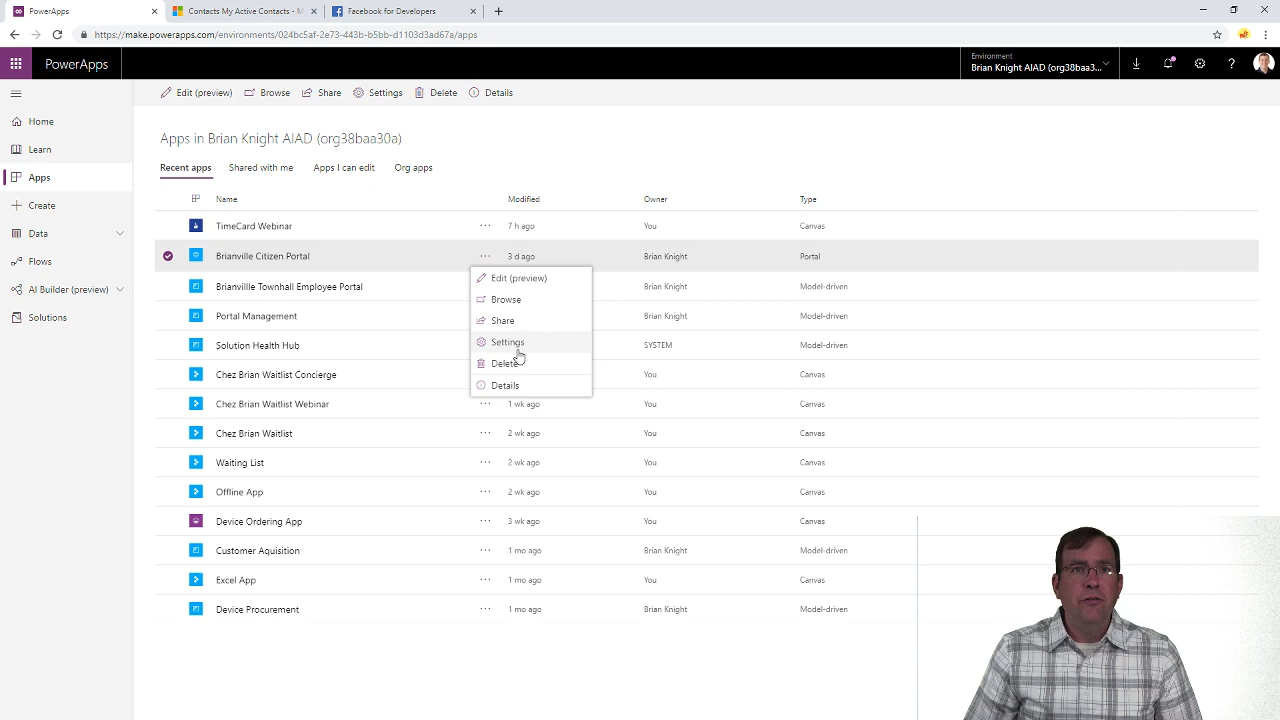 PowerApps
Contacts My Active Contacts - M
Facebook for Developers
https://make.powerapps.com/environments/024bc5af-2e73-443b-b5bb-d1103d3ad67a/apps
PowerApps
Environment
Brian Knight AIAD (org38baa3...
Edit (preview)
Browse
Share
Settings
Delete
Details
Home
Learn
Apps
Create
Data
Flows
AI Builder (preview)
Solutions
Apps in Brian Knight AIAD (org38baa30a)
Recent apps
Shared with me
Apps I can edit
Org apps
Name Modified Owner Type
TimeCard Webinar ··· 7 h ago You Canvas
Brianville Citizen Portal ··· 3 d ago Brian Knight Portal
Brianvillle Townhall Employee Portal Brian Knight Model-driven
Portal Management Brian Knight Model-driven
Solution Health Hub SYSTEM Model-driven
Chez Brian Waitlist Concierge You Canvas
Chez Brian Waitlist Webinar ··· 1 wk ago You Canvas
Chez Brian Waitlist ··· 2 wk ago You Canvas
Waiting List ··· 2 wk ago You Canvas
Offline App ··· 2 wk ago You Canvas
Device Ordering App ··· 3 wk ago You Canvas
Customer Aquisition ··· 1 mo ago Brian Knight Model-driven
Excel App ··· 1 mo ago You Canvas
Device Procurement ··· 1 mo ago Brian Knight Model-driven
Edit (preview)
Browse
Share
Settings
Delete
Details